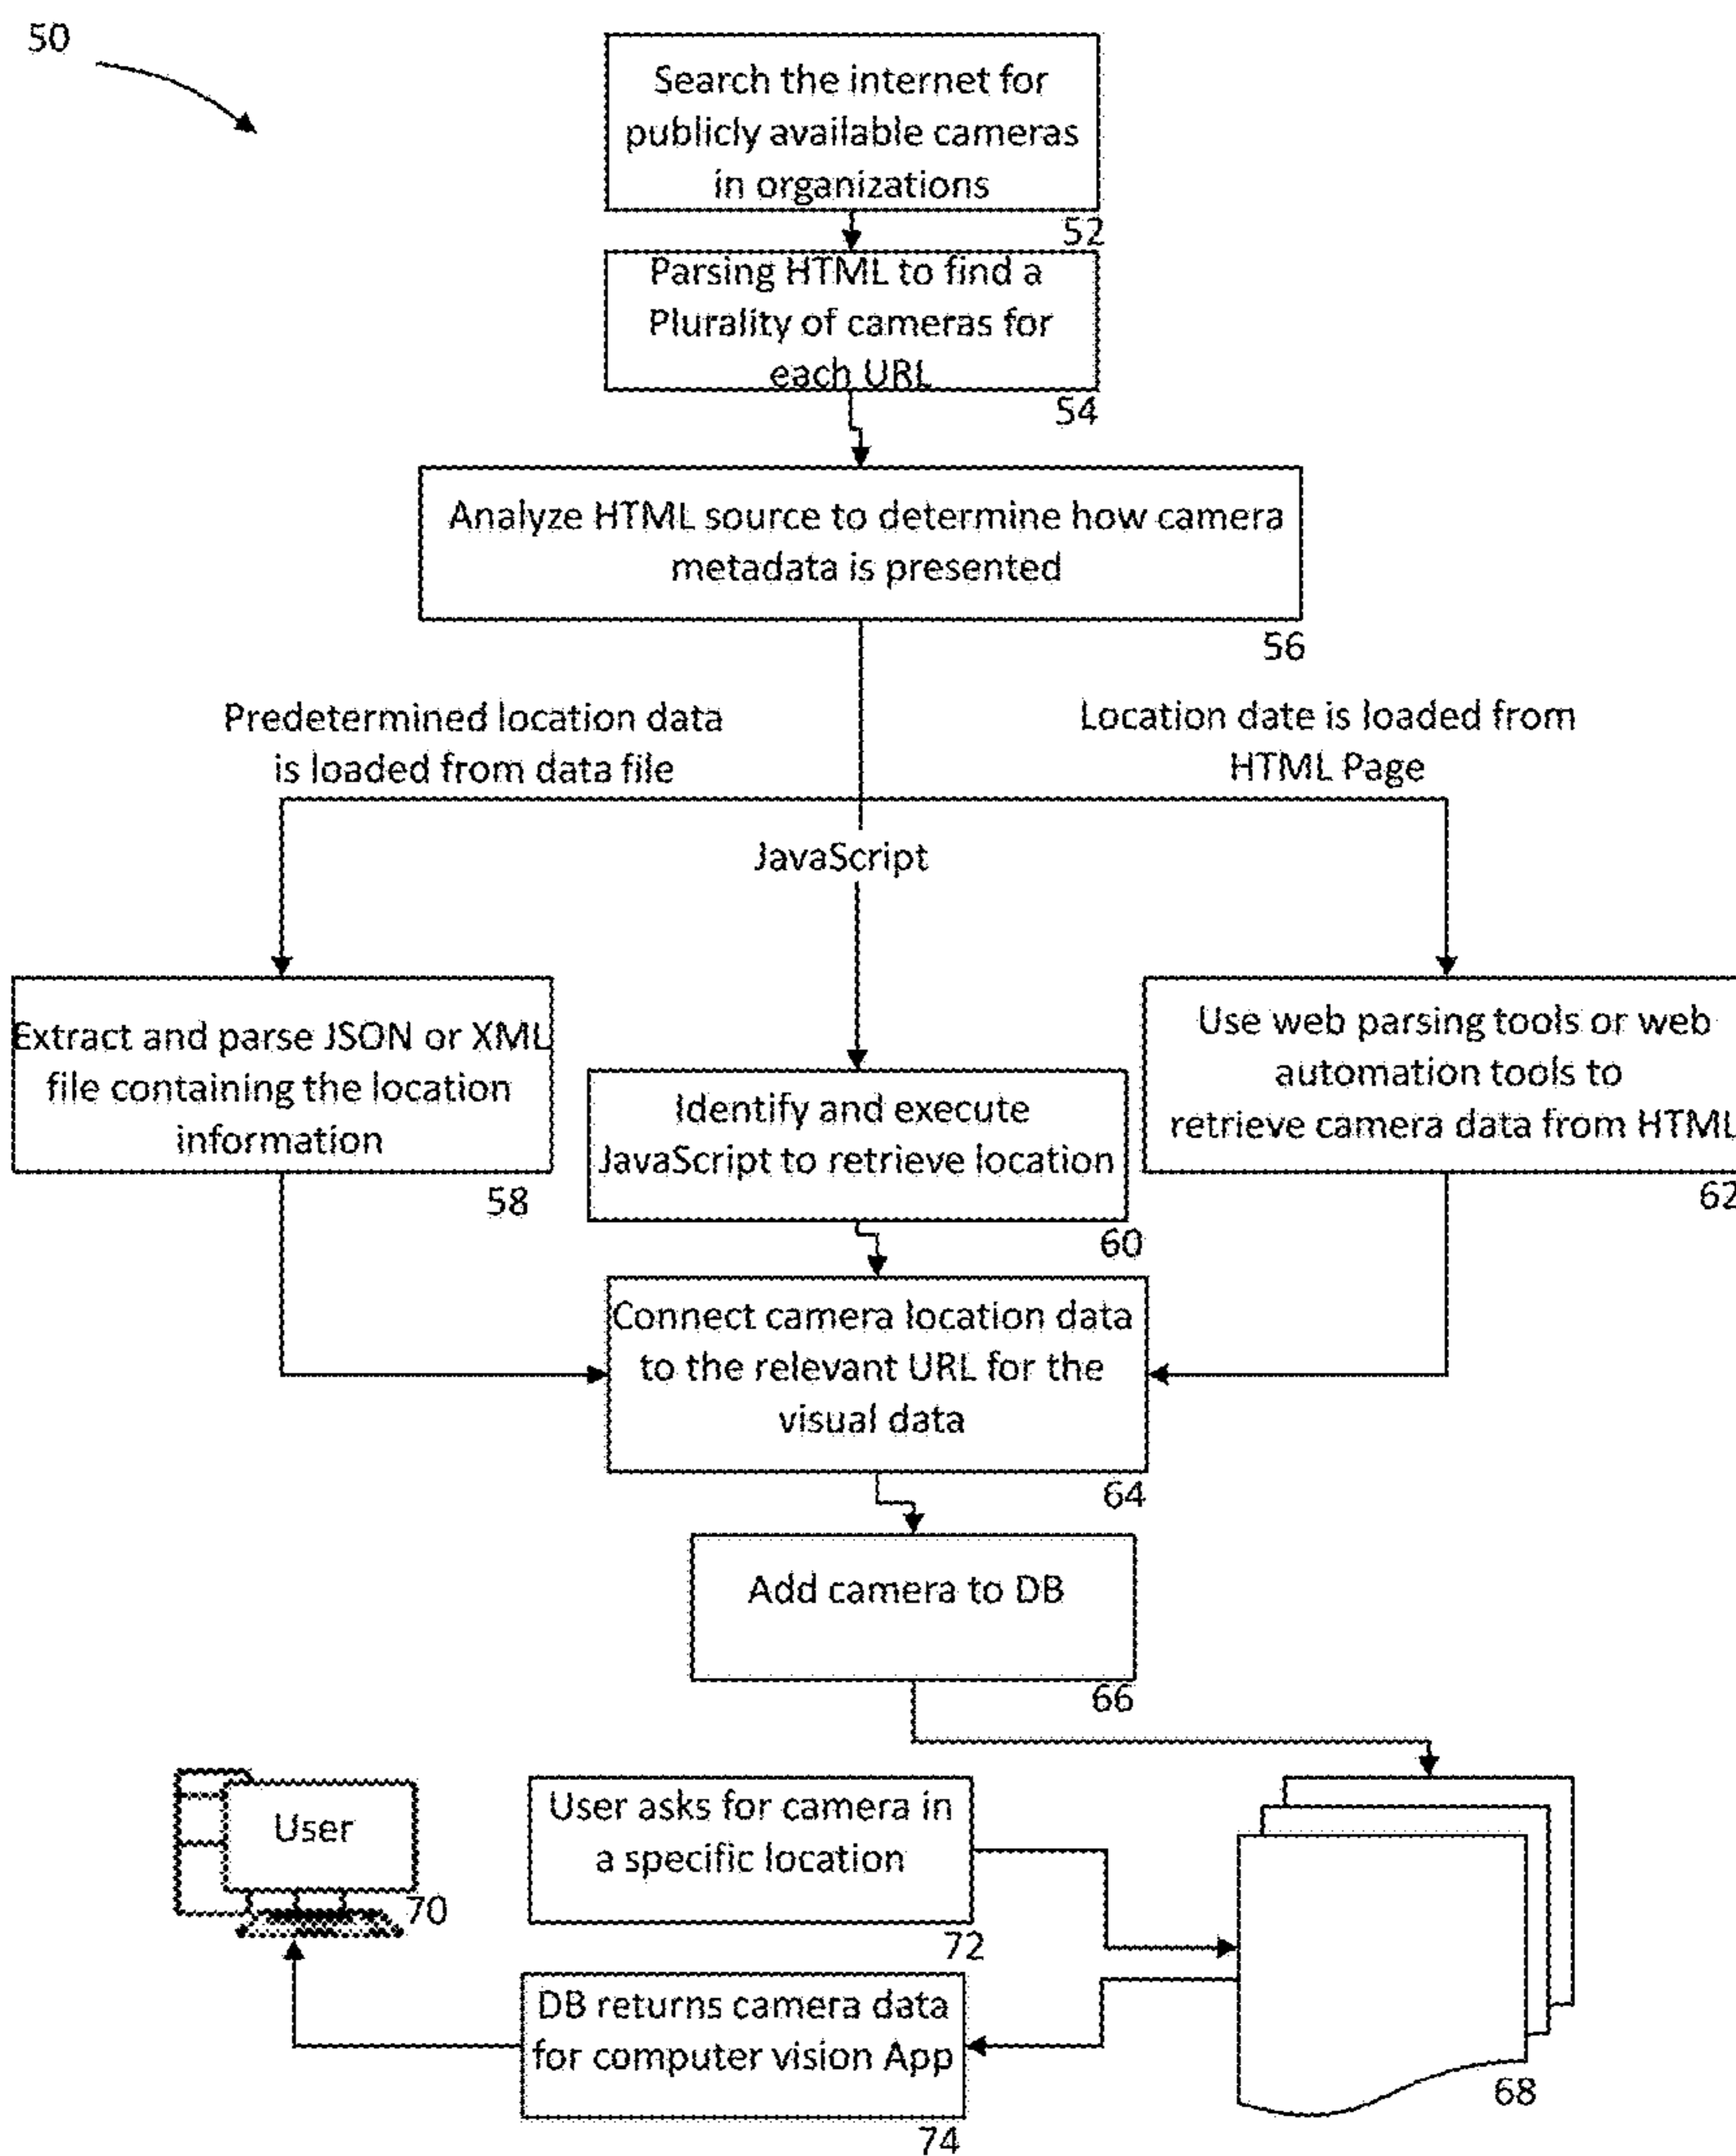 50
Search the internet for
publicly available cameras
in organizations
52
Parsing HTML to find a
Plurality of cameras for
each URL
54
Analyze HTML source to determine how camera
metadata is presented
56
Predetermined location data
is loaded from data file
Location date is loaded from
HTML Page
JavaScript
Extract and parse JSON or XML
file containing the location
information
58
Identify and execute
JavaScript to retrieve location
60
Use web parsing tools or web
automation tools to
retrieve camera data from HTML
62
Connect camera location data
to the relevant URL for the
visual data
64
Add camera to DB
66
User
70
User asks for camera in
a specific location
72
DB returns camera data
for computer vision App
74
68